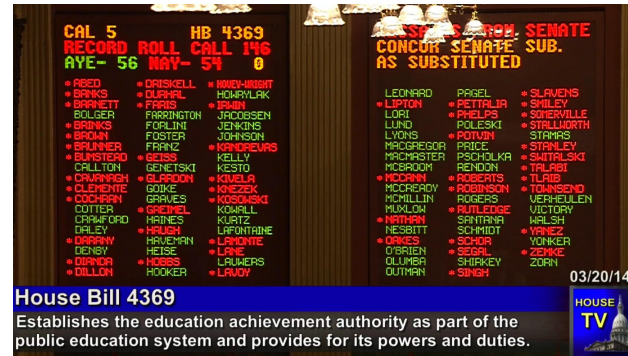 CAL 5 HB 4369
RECORD ROLL CALL 146
AYE- 56 NAY- 54 0
* ABED * DRISKELL * HOVEY-WRIGHT
* BANKS * DURHAL HOWRYLAK
* BARNETT * FARIS * IRWIN
BOLGER FARRINGTON JACOBSEN
* BRINKS FORLINI JENKINS
* BROWN FOSTER JOHNSON
* BRUNNER FRANZ * KANDREVAS
* BUMSTEAD * GEISS KELLY
CALLTON GENETSKI KESTO
* CAVANAGH * GLARDON * KIVELA
* CLEMENTE GOIKE * KNEZEK
* COCHRAN GRAVES * KOSOWSKI
COTTER * GREIMEL KOWALL
CRAWFORD HAINES KURTZ
DALEY * HAUGH LAFONTAINE
* DARANY HAVEMAN * LAMONTE
DENBY HEISE * LANE
* DIANDA * HOBBS LAUWERS
* DILLON HOOKER * LAVOY
FROM SENATE
CONCUR SENATE SUB.
AS SUBSTITUTED
LEONARD PAGEL * SLAVENS
* LIPTON * PETTALIA * SMILEY
LORI * PHELPS * SOMERVILLE
LUND POLESKI * STALLWORTH
LYONS * POTVIN STAMAS
MACGREGOR PRICE * STANLEY
MACMASTER PSCHOLKA * SWITALSKI
MCBROOM RENDON * TALABI
* MCCANN * ROBERTS * TLAIB
MCCREADY * ROBINSON * TOWNSEND
MCMILLIN ROGERS VERHEULEN
MUXLOW * RUTLEDGE VICTORY
* NATHAN SANTANA WALSH
NESBITT SCHMIDT * YANEZ
* OAKES * SCHOR YONKER
O'BRIEN * SEGAL * ZEMKE
OLUMBA SHIRKEY ZORN
OUTMAN * SINGH
03/20/14
House Bill 4369
HOUSE
TV
Establishes the education achievement authority as part of the
public education system and provides for its powers and duties.